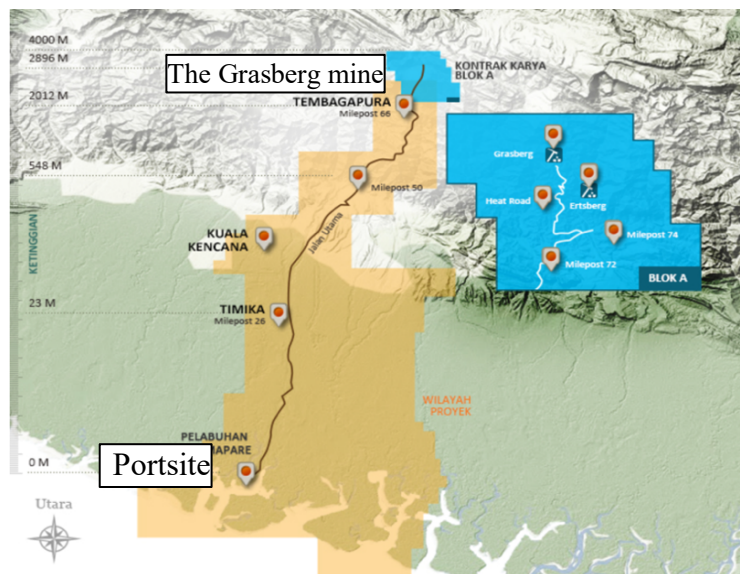 4000 M
2896 M
2012 M
548 M
23 M
0 M
KETINGGIAN
The Grasberg mine
KONTRAK KARYA
BLOK A
TEMBAGAPURA
Milepost 66
Milepost 50
Jalan Utama
KUALA
KENCANA
TIMIKA
Milepost 26
WILAYAH
PROYEK
PELABUHAN
MAPARE
Portsite
Utara
Grasberg
Ertsberg
Heat Road
Milepost 74
Milepost 72
BLOK A